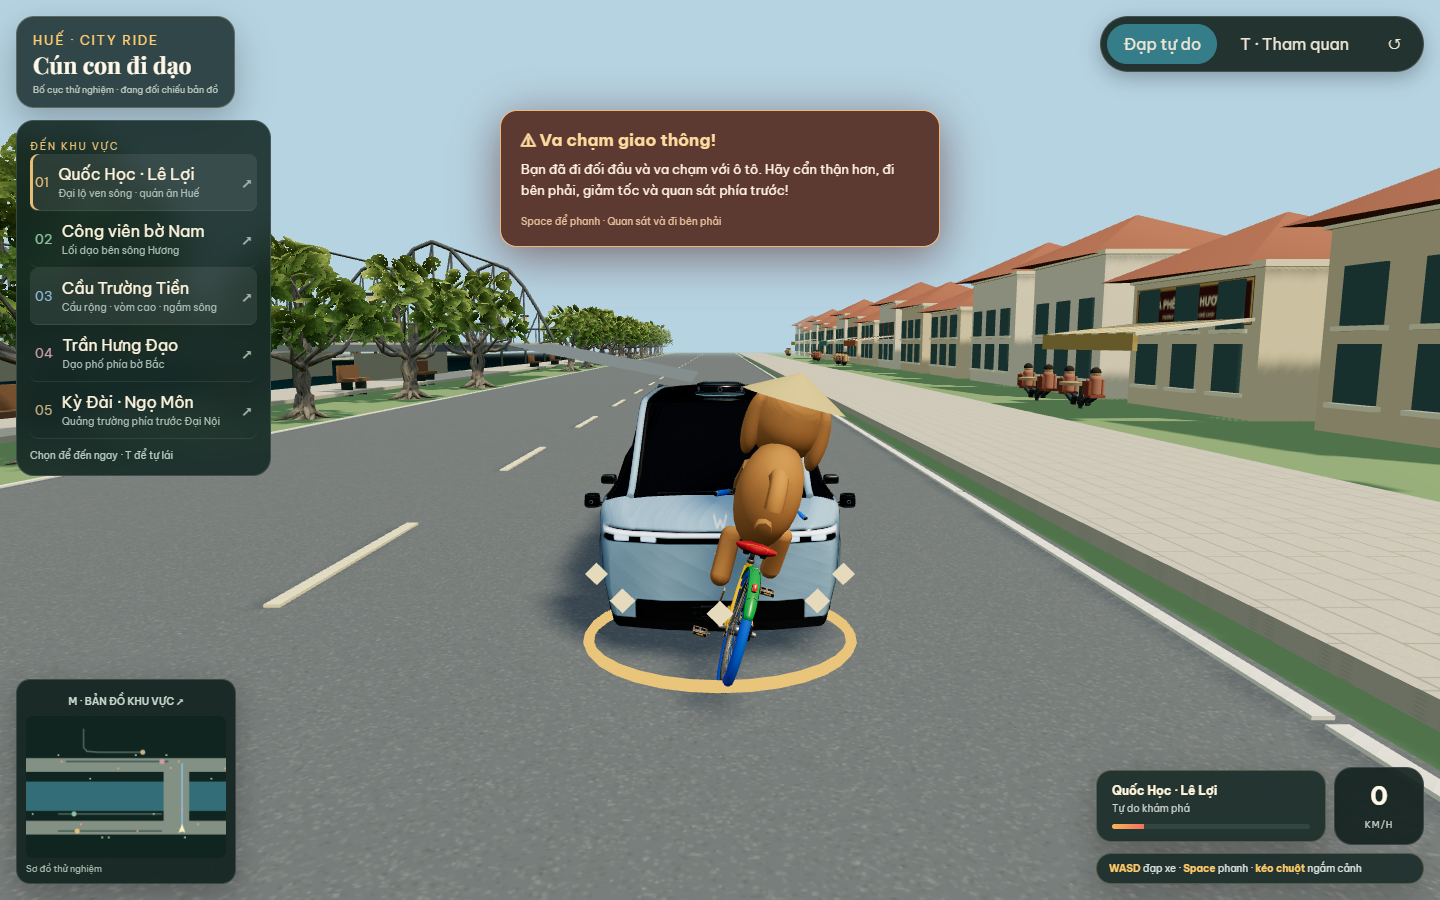 HUẾ · CITY RIDE
Cún con đi dạo
Bố cục thử nghiệm · đang đối chiếu bản đồ
Đạp tự do
T · Tham quan
⚠ Va chạm giao thông!
Bạn đã đi đối đầu và va chạm với ô tô. Hãy cẩn thận hơn, đi
bên phải, giảm tốc và quan sát phía trước!
Space để phanh · Quan sát và đi bên phải
ĐẾN KHU VỰC
01 Quốc Học · Lê Lợi ↗
Đại lộ ven sông · quán ăn Huế
02 Công viên bờ Nam ↗
Lối dạo bên sông Hương
03 Cầu Trường Tiền ↗
Cầu rộng · vòm cao · ngắm sông
04 Trần Hưng Đạo ↗
Dạo phố phía bờ Bắc
05 Kỳ Đài · Ngọ Môn ↗
Quảng trường phía trước Đại Nội
Chọn để đến ngay · T để tự lái
W
M · BẢN ĐỒ KHU VỰC ↗
Sơ đồ thử nghiệm
Quốc Học · Lê Lợi
Tự do khám phá
0
KM/H
WASD đạp xe · Space phanh · kéo chuột ngắm cảnh